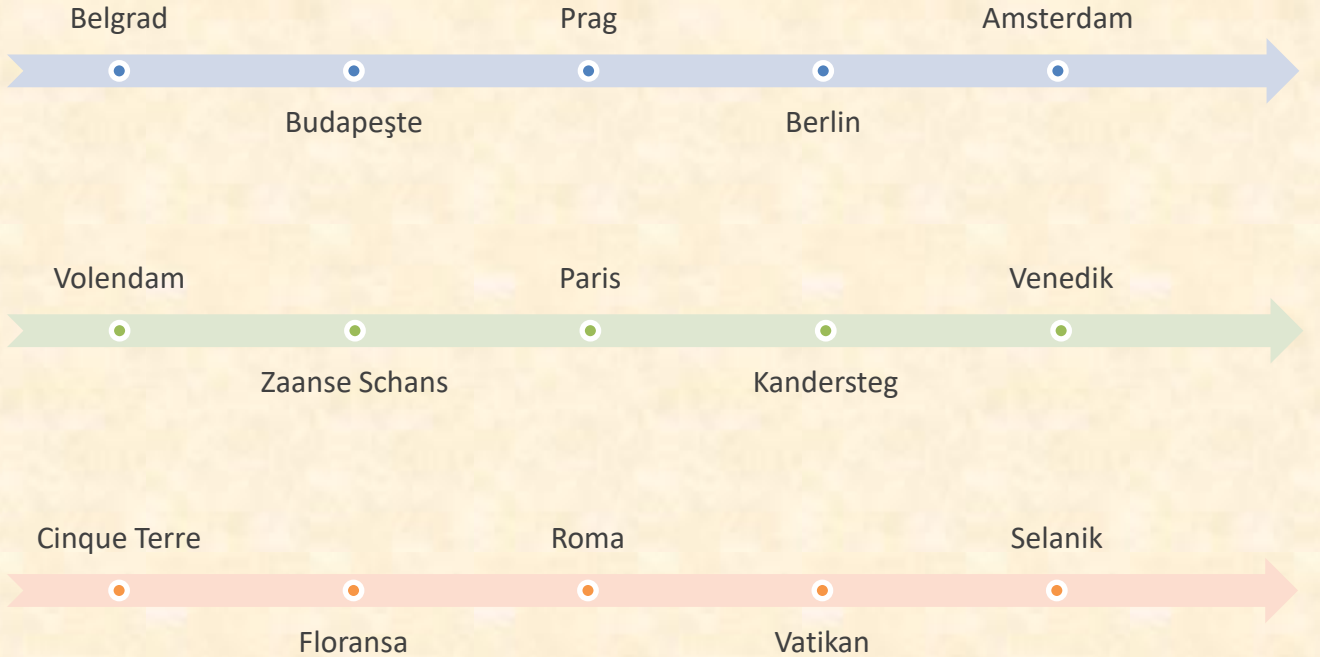 Belgrad
Budapeşte
Prag
Berlin
Amsterdam
Volendam
Zaanse Schans
Paris
Kandersteg
Venedik
Cinque Terre
Floransa
Roma
Vatikan
Selanik